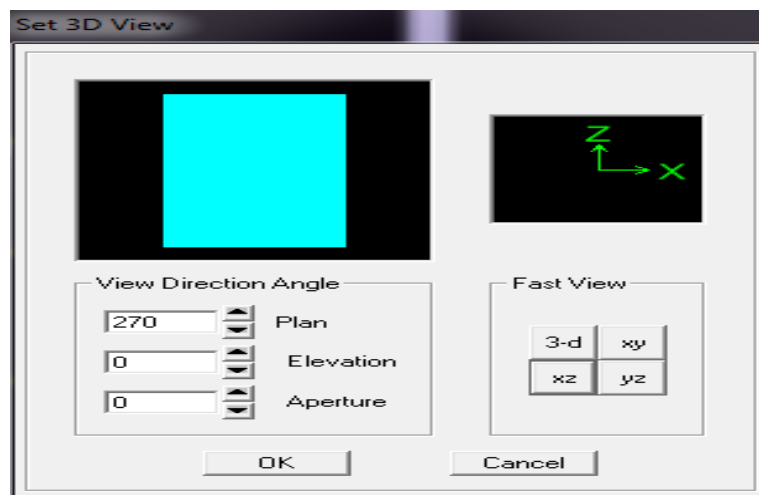 Set 3D View
Z
X
View Direction Angle
270 Plan
0 Elevation
0 Aperture
Fast View
3-d xy
xz yz
OK Cancel